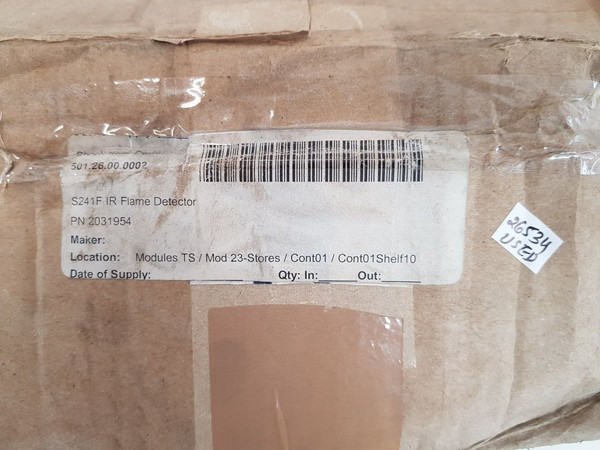 501.26.00.0002
S241F IR Flame Detector
PN 2031954
Maker:
Location: Modules TS / Mod 23-Stores / Cont01 / Cont01Shelf10
Date of Supply: Qty: In: Out:
26534
USED